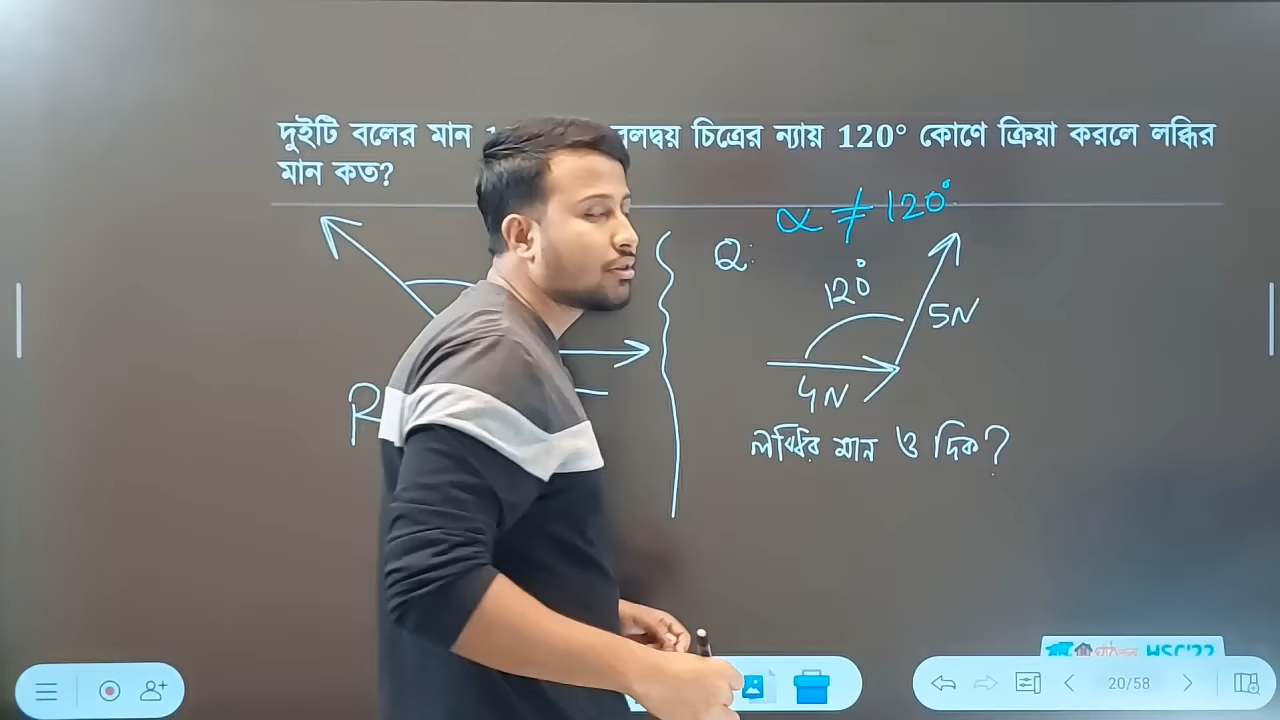 দুইটি বলের মান বলদ্বয় চিত্রের ন্যায় 120° কোণে ক্রিয়া করলে লব্ধির
মান কত?
α ≠ 120°
Q:
120°
5N
4N
R
লব্ধির মান ও দিক?
HSC'22
20/58